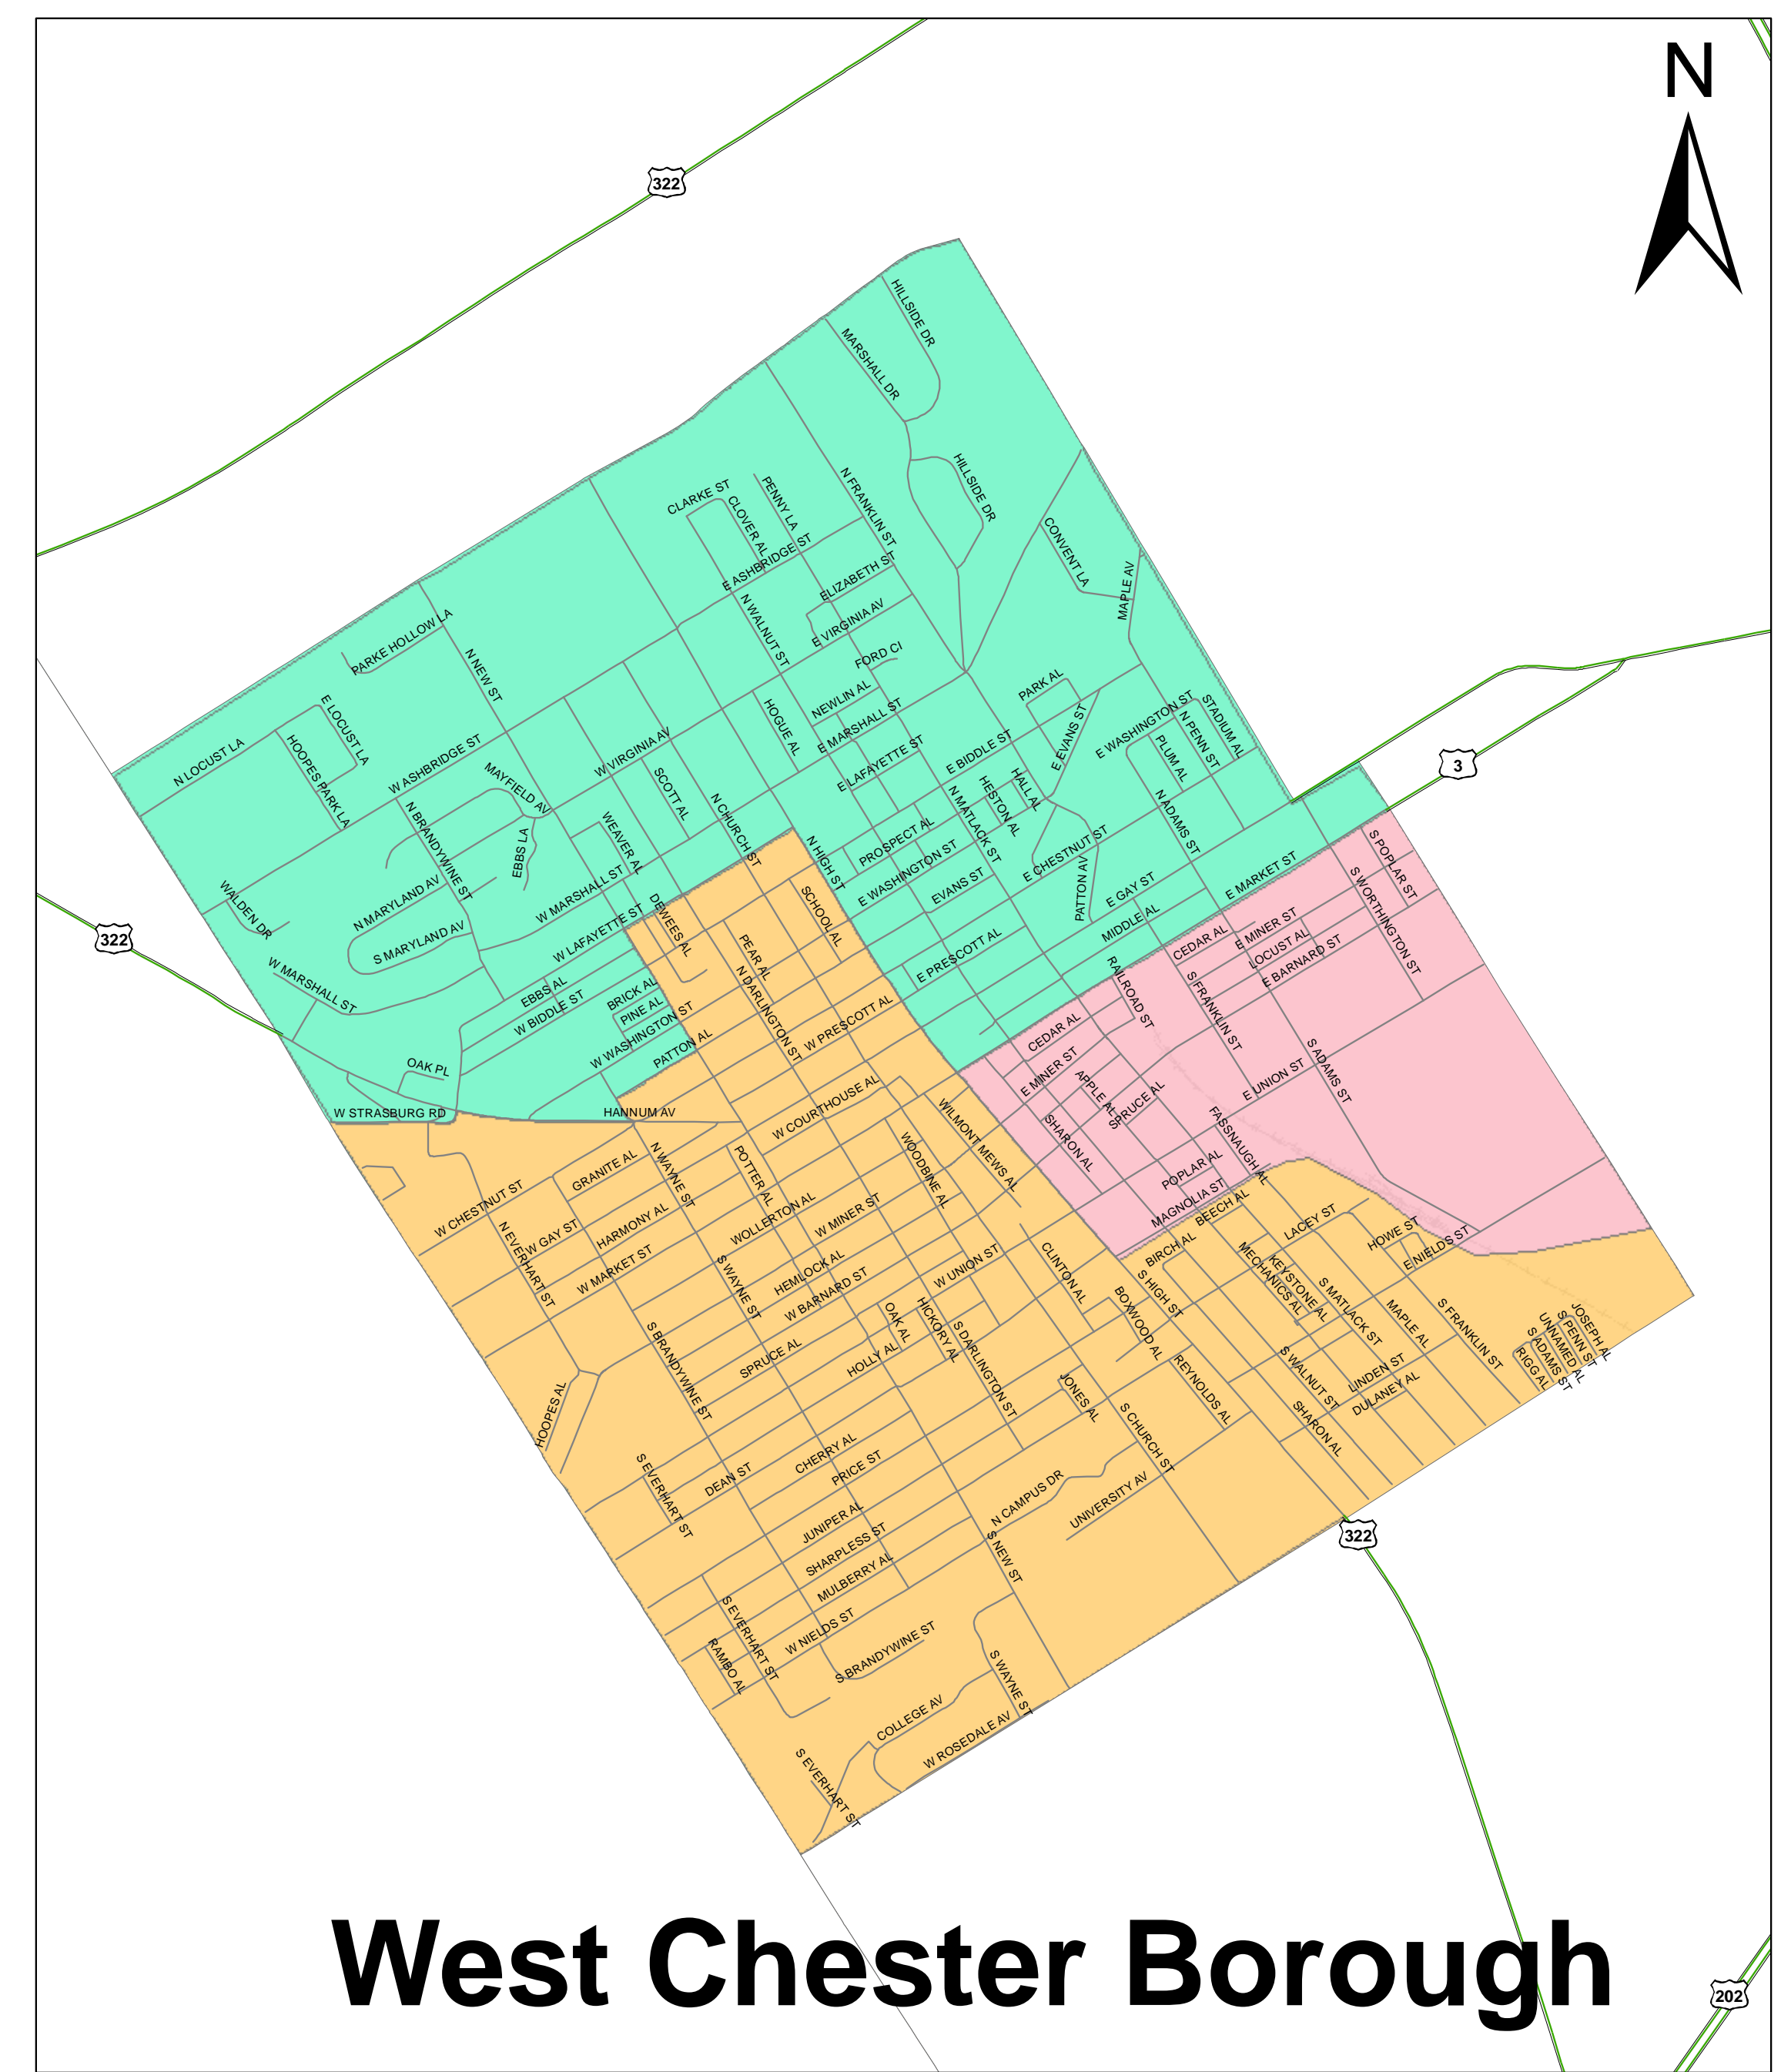 N
322
HILLSIDE DR
MARSHALL DR
HILLSIDE DR
N FRANKLIN ST
CLARKE ST
PENNY LA
CLOVER AL
E ASHBRIDGE ST
CONVENT LA
ELIZABETH ST
MAPLE AV
N WALNUT ST
E VIRGINIA AV
PARKE HOLLOW LA
FORD CI
N NEW ST
PARK AL
NEWLIN AL
E LOCUST LA
HOGUE AL
E MARSHALL ST
E EVANS ST
E WASHINGTON ST
STADIUM AL
N PENN ST
N LOCUST LA
HOOPES PARK LA
W ASHBRIDGE ST
W VIRGINIA AV
E LAFAYETTE ST
E BIDDLE ST
PLUM AL
3
MAYFIELD AV
SCOTT AL
HALL AL
HESTON AL
N CHURCH ST
N BRANDYWINE ST
N MATLACK ST
N ADAMS ST
WEAVER AL
EBBS LA
PROSPECT AL
N HIGH ST
E WASHINGTON ST
E CHESTNUT ST
S POPLAR ST
WALDEN DR
N MARYLAND AV
W MARSHALL ST
EVANS ST
PATTON AV
E GAY ST
E MARKET ST
S WORTHINGTON ST
322
S MARYLAND AV
W LAFAYETTE ST
DEWEES AL
SCHOOL AL
MIDDLE AL
E PRESCOTT AL
CEDAR AL
E MINER ST
LOCUST AL
E BARNARD ST
W MARSHALL ST
PEAR AL
EBBS AL
BRICK AL
PINE AL
W BIDDLE ST
N DARLINGTON ST
RAILROAD ST
S FRANKLIN ST
W WASHINGTON ST
W PRESCOTT AL
CEDAR AL
PATTON AL
OAK PL
E MINER ST
APPLE AL
SPRUCE AL
E UNION ST
S ADAMS ST
W STRASBURG RD
HANNUM AV
W COURTHOUSE AL
WILMONT MEWS AL
SHARON AL
FASSNAUGH AL
WOODBINE AL
GRANITE AL
N WAYNE ST
POTTER AL
POPLAR AL
W CHESTNUT ST
MAGNOLIA ST
BEECH AL
N EVERHART ST
W GAY ST
HARMONY AL
WOLLERTON AL
W MINER ST
LACEY ST
HOWE ST
E NIELDS ST
BIRCH AL
W MARKET ST
S WAYNE ST
HEMLOCK AL
W BARNARD ST
W UNION ST
CLINTON AL
S HIGH ST
MECHANICS AL
KEYSTONE AL
S MATLACK ST
MAPLE AL
S FRANKLIN ST
BOXWOOD AL
OAK AL
HICKORY AL
S DARLINGTON ST
JOSEPH AL
S PENN ST
UNNAMED AL
S ADAMS ST
RIGG AL
S BRANDYWINE ST
SPRUCE AL
HOLLY AL
REYNOLDS AL
S WALNUT ST
LINDEN ST
DULANEY AL
HOOPES AL
JONES AL
S CHURCH ST
SHARON AL
S EVERHART ST
DEAN ST
CHERRY AL
PRICE ST
N CAMPUS DR
UNIVERSITY AV
JUNIPER AL
SHARPLESS ST
MULBERRY AL
S NEW ST
322
S EVERHART ST
W NIELDS ST
RAMBO AL
S BRANDYWINE ST
S WAYNE ST
COLLEGE AV
W ROSEDALE AV
S EVERHART ST
West Chester Borough
202